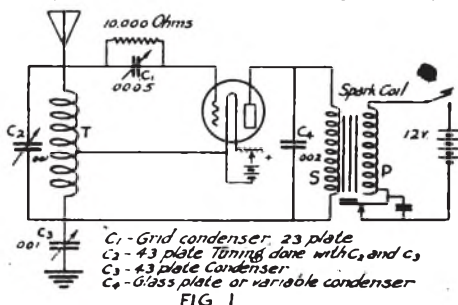 10.000 Ohms
C1
.0005
Spark Coil
C2
.001
T
C4
.002
S
P
12v.
+
C3
.001
C1 - Grid condenser 23 plate
C2 - 43 plate Tuning done with C2 and C3
C3 - 43 plate Condenser
C4 - Glass plate or variable condenser
FIG 1